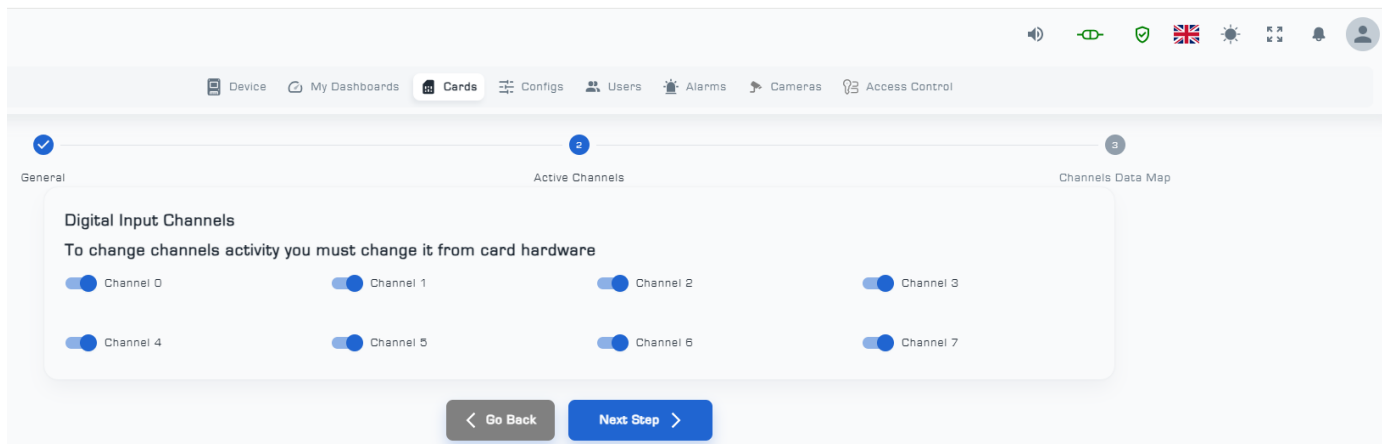 Device My Dashboards Cards Configs Users Alarms Cameras Access Control
2 3
General Active Channels Channels Data Map
Digital Input Channels
To change channels activity you must change it from card hardware
Channel 0 Channel 1 Channel 2 Channel 3
Channel 4 Channel 5 Channel 6 Channel 7
Go Back Next Step